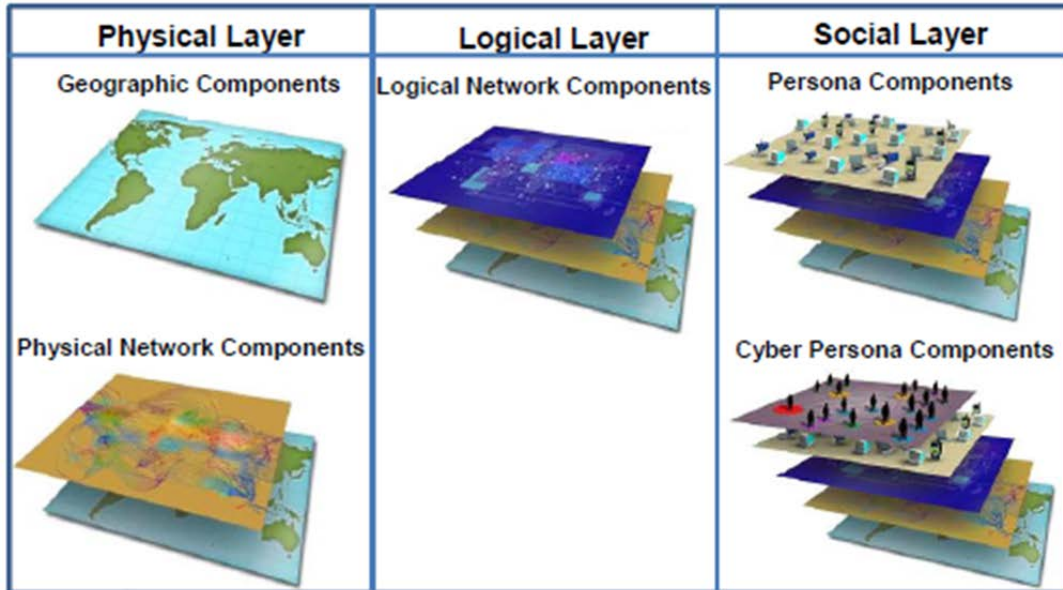 Physical Layer
Logical Layer
Social Layer
Geographic Components
Logical Network Components
Persona Components
Physical Network Components
Cyber Persona Components